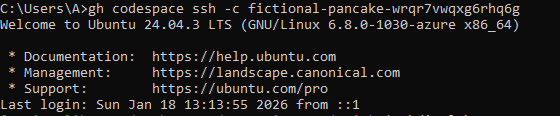 C:\Users\A>gh codespace ssh -c fictional-pancake-wrqr7vwqxg6rhq6g
Welcome to Ubuntu 24.04.3 LTS (GNU/Linux 6.8.0-1030-azure x86_64)
* Documentation: https://help.ubuntu.com
* Management: https://landscape.canonical.com
* Support: https://ubuntu.com/pro
Last login: Sun Jan 18 13:13:55 2026 from ::1